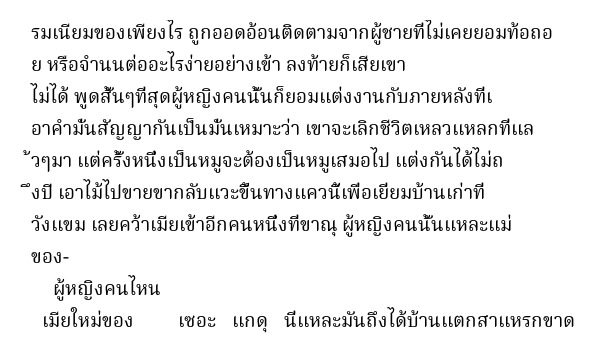 รมเนียมของเพียงไร ถูกออดอ้อนติดตามจากผู้ชายที่ไม่เคยยอมท้อถอ
ย หรือจำนนต่ออะไรง่ายอย่างเข้า ลงท้ายก็เสียเขา
ไม่ได้ พูดสั้นๆที่สุดผู้หญิงคนนั้นก็ยอมแต่งงานกับภายหลังที่เ
อาคำมั่นสัญญากันเป็นมั่นเหมาะว่า เขาจะเลิกชีวิตเหลวแหลกที่แล
้วๆมา แต่ครั้งหนึ่งเป็นหมูจะต้องเป็นหมูเสมอไป แต่งกันได้ไม่ถ
ึงปี เอาไม้ไปขายขากลับแวะขึ้นทางแควนี้เพื่อเยี่ยมบ้านเก่าที่
วังแขม เลยคว้าเมียเข้าอีกคนหนึ่งที่ขาณุ ผู้หญิงคนนั้นแหละแม่
ของ-
ผู้หญิงคนไหน
เมียใหม่ของ เซอะ แกดุ นี่แหละมันถึงได้บ้านแตกสาแหรกขาด